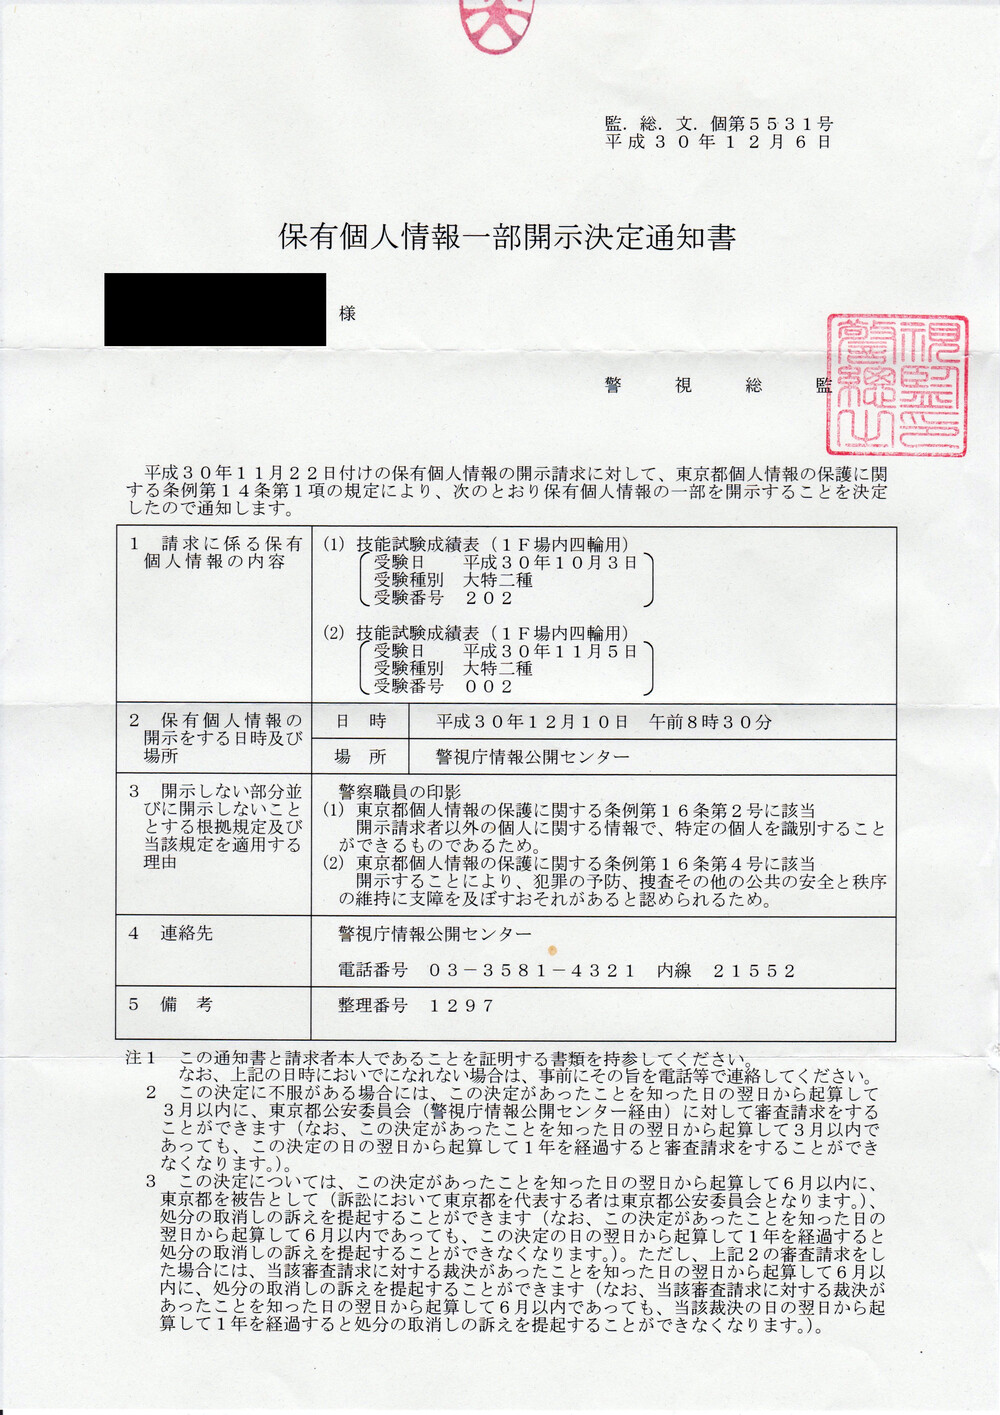 監．総．文．個第５５３１号
平成３０年１２月６日
保有個人情報一部開示決定通知書
様
警視総監
平成３０年１１月２２日付けの保有個人情報の開示請求に対して、東京都個人情報の保護に関
する条例第１４条第１項の規定により、次のとおり保有個人情報の一部を開示することを決定
したので通知します。
１　請求に係る保有
個人情報の内容
(1) 技能試験成績表（１Ｆ場内四輪用）
受験日　平成３０年１０月３日
受験種別　大特二種
受験番号　２０２
(2) 技能試験成績表（１Ｆ場内四輪用）
受験日　平成３０年１１月５日
受験種別　大特二種
受験番号　００２
２　保有個人情報の
開示をする日時及び
場所
日　時　平成３０年１２月１０日　午前８時３０分
場　所　警視庁情報公開センター
３　開示しない部分並
びに開示しないこと
とする根拠規定及び
当該規定を適用する
理由
警察職員の印影
(1) 東京都個人情報の保護に関する条例第１６条第２号に該当
開示請求者以外の個人に関する情報で、特定の個人を識別すること
ができるものであるため。
(2) 東京都個人情報の保護に関する条例第１６条第４号に該当
開示することにより、犯罪の予防、捜査その他の公共の安全と秩序
の維持に支障を及ぼすおそれがあると認められるため。
４　連絡先
警視庁情報公開センター
電話番号　０３－３５８１－４３２１　内線　２１５５２
５　備　考
整理番号　１２９７
注１　この通知書と請求者本人であることを証明する書類を持参してください。
なお、上記の日時においでになれない場合は、事前にその旨を電話等で連絡してください。
２　この決定に不服がある場合には、この決定があったことを知った日の翌日から起算して
３月以内に、東京都公安委員会（警視庁情報公開センター経由）に対して審査請求をする
ことができます（なお、この決定があったことを知った日の翌日から起算して３月以内で
あっても、この決定の日の翌日から起算して１年を経過すると審査請求をすることができ
なくなります。）。
３　この決定については、この決定があったことを知った日の翌日から起算して６月以内に、
東京都を被告として（訴訟において東京都を代表する者は東京都公安委員会となります。）、
処分の取消しの訴えを提起することができます（なお、この決定があったことを知った日の
翌日から起算して６月以内であっても、この決定の日の翌日から起算して１年を経過すると
処分の取消しの訴えを提起することができなくなります。）。ただし、上記２の審査請求をし
た場合には、当該審査請求に対する裁決があったことを知った日の翌日から起算して６月以
内に、処分の取消しの訴えを提起することができます（なお、当該審査請求に対する裁決が
あったことを知った日の翌日から起算して６月以内であっても、当該裁決の日の翌日から起
算して１年を経過すると処分の取消しの訴えを提起することができなくなります。）。